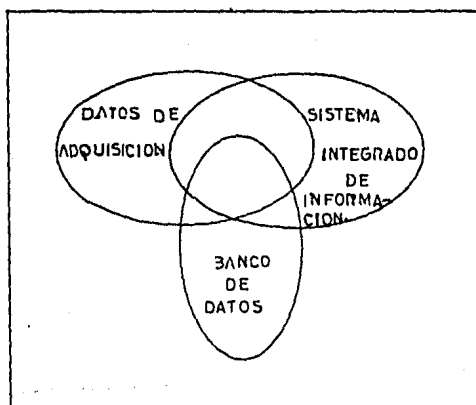 DATOS DE
ADQUISICION
SISTEMA
INTEGRADO
DE
INFORMA-
CION.
BANCO
DE
DATOS